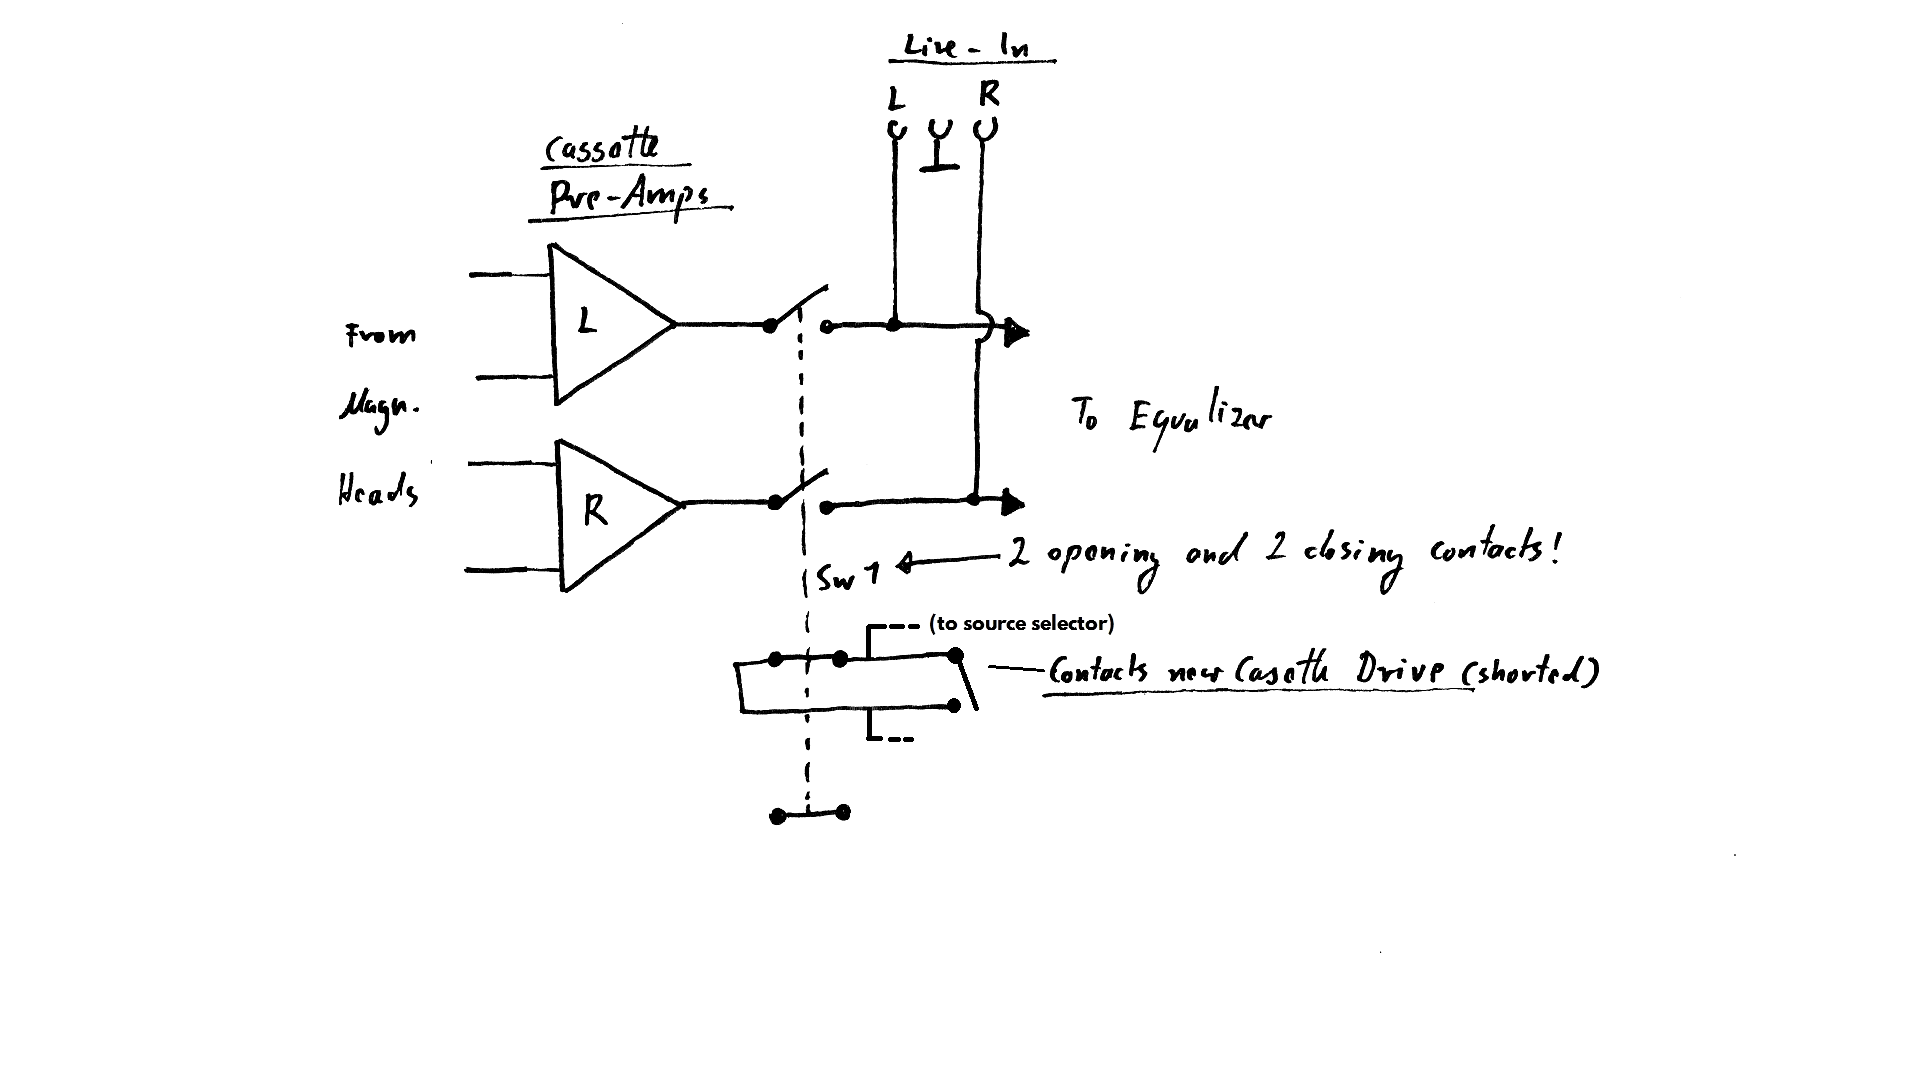 Live-In
L R
Cassette
Pre-Amps
L
From
Magn.
Heads
R
To Equalizer
Sw 1
2 opening and 2 closing contacts!
(to source selector)
Contacts near Casette Drive (shorted)